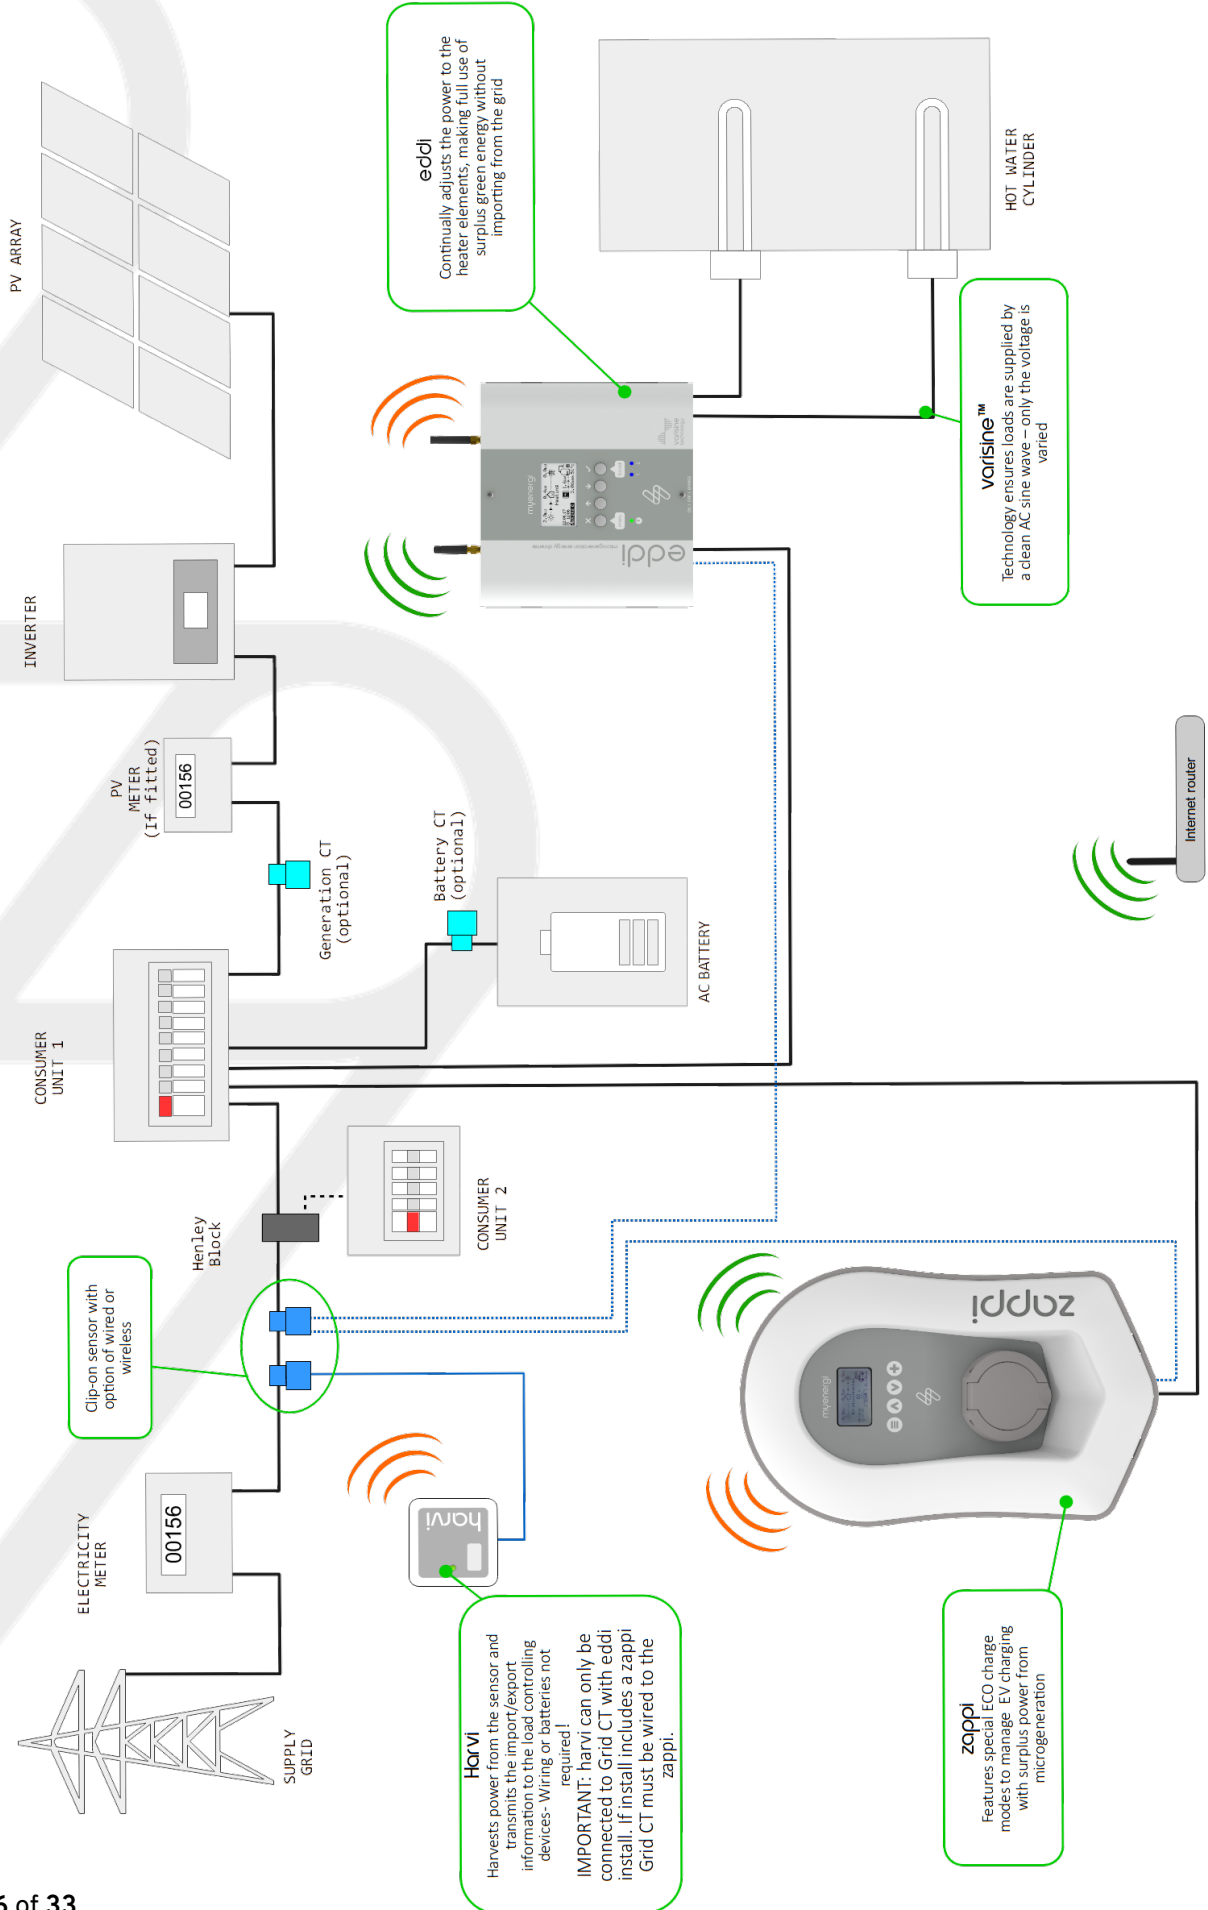 SUPPLY
GRID
ELECTRICITY
METER
00156
Clip-on sensor with
option of wired or
wireless
Henley
Block
CONSUMER
UNIT 2
CONSUMER
UNIT 1
Generation CT
(optional)
Battery CT
(optional)
AC BATTERY
PV
METER
(If fitted)
00156
INVERTER
PV ARRAY
eddi
Continually adjusts the power to the
heater elements, making full use of
surplus green energy without
importing from the grid
myenergi
eddi
microgeneration energy diverter
varisine
technology
HOT WATER
CYLINDER
varisine™
Technology ensures loads are supplied by
a clean AC sine wave – only the voltage is
varied
Internet router
harvi
Harvi
Harvests power from the sensor and
transmits the import/export
information to the load controlling
devices- Wiring or batteries not
required!
IMPORTANT: harvi can only be
connected to Grid CT with eddi
install. If install includes a zappi
Grid CT must be wired to the
zappi.
myenergi
zappi
zappi
Features special ECO charge
modes to manage EV charging
with surplus power from
microgeneration
6 of 33